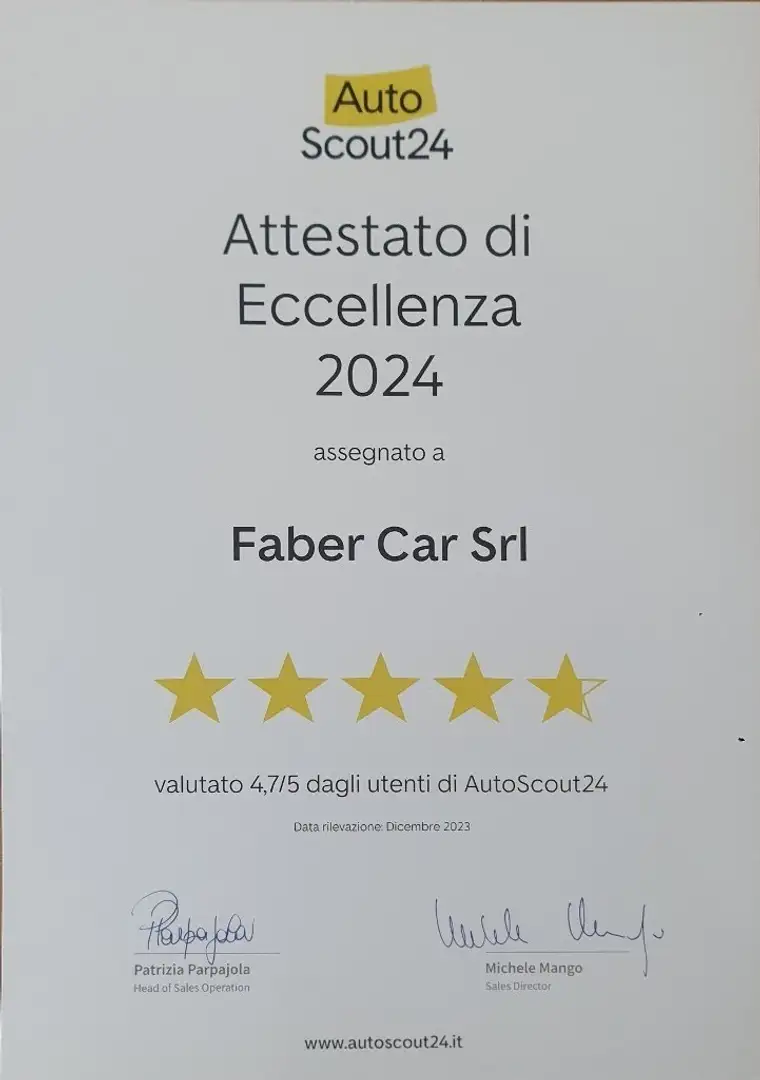 Auto
Scout24
Attestato di
Eccellenza
2024
assegnato a
Faber Car Srl
valutato 4,7/5 dagli utenti di AutoScout24
Data rilevazione: Dicembre 2023
Patrizia Parpajola
Head of Sales Operation
Michele Mango
Sales Director
www.autoscout24.it